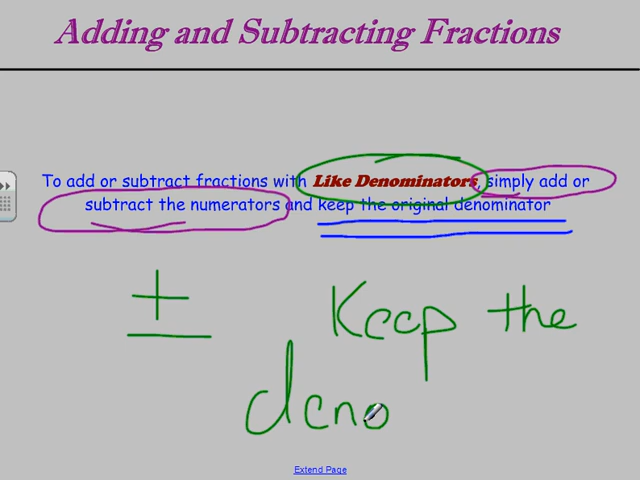 Adding and Subtracting Fractions
To add or subtract fractions with Like Denominators, simply add or
subtract the numerators and keep the original denominator
± Keep the
deno
Extend Page